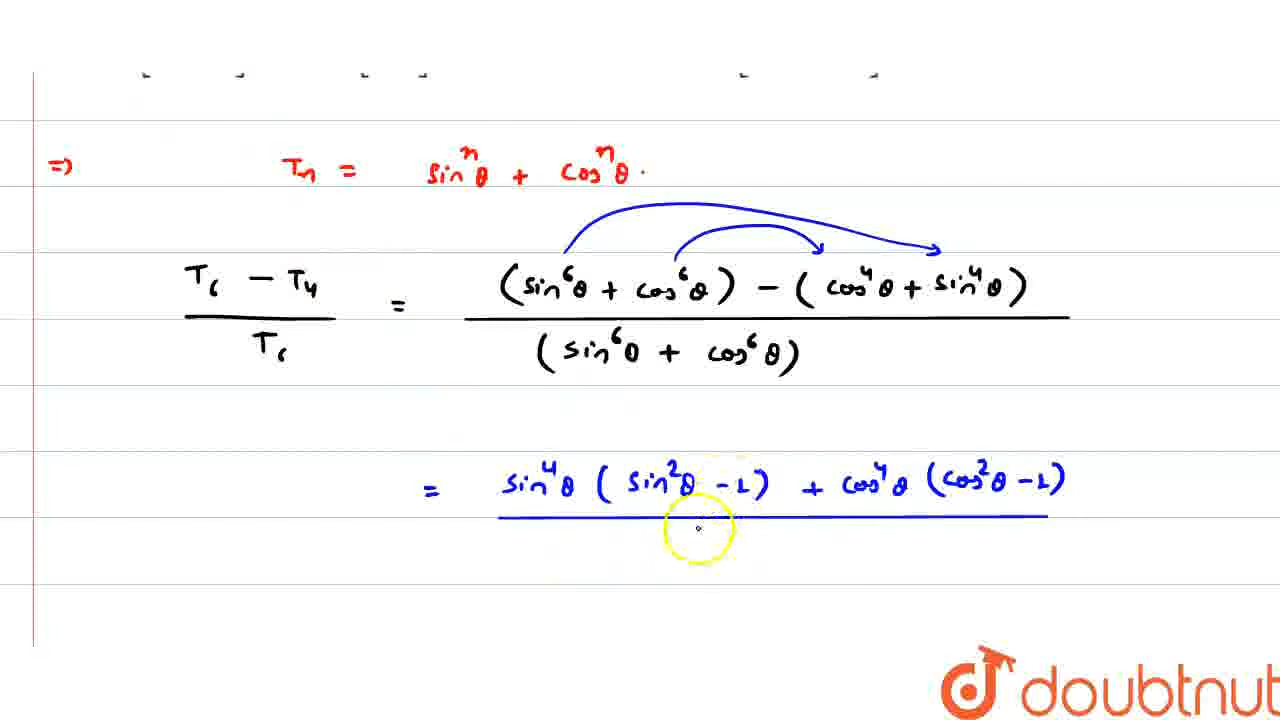 ⇒ Tₙ = sinⁿθ + cosⁿθ.
T₆ − T₄ / T₆ = (sin⁶θ + cos⁶θ) − (cos⁴θ + sin⁴θ) / (sin⁶θ + cos⁶θ)
= sin⁴θ (sin²θ − 1) + cos⁴θ (cos²θ − 1)
doubtnut